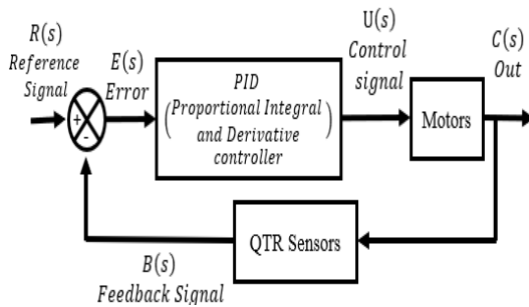 R(s)
Reference
Signal
+
-
E(s)
Error
PID
(Proportional Integral
and Derivative
controller)
U(s)
Control
signal
Motors
C(s)
Out
QTR Sensors
B(s)
Feedback Signal